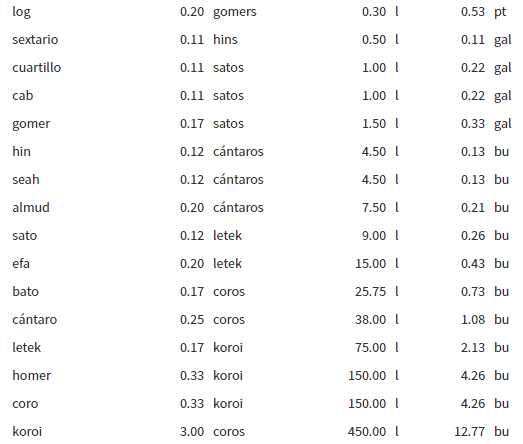 log 0.20 gomers 0.30 l 0.53 pt
sextario 0.11 hins 0.50 l 0.11 gal
cuartillo 0.11 satos 1.00 l 0.22 gal
cab 0.11 satos 1.00 l 0.22 gal
gomer 0.17 satos 1.50 l 0.33 gal
hin 0.12 cántaros 4.50 l 0.13 bu
seah 0.12 cántaros 4.50 l 0.13 bu
almud 0.20 cántaros 7.50 l 0.21 bu
sato 0.12 letek 9.00 l 0.26 bu
efa 0.20 letek 15.00 l 0.43 bu
bato 0.17 coros 25.75 l 0.73 bu
cántaro 0.25 coros 38.00 l 1.08 bu
letek 0.17 koroi 75.00 l 2.13 bu
homer 0.33 koroi 150.00 l 4.26 bu
coro 0.33 koroi 150.00 l 4.26 bu
koroi 3.00 coros 450.00 l 12.77 bu